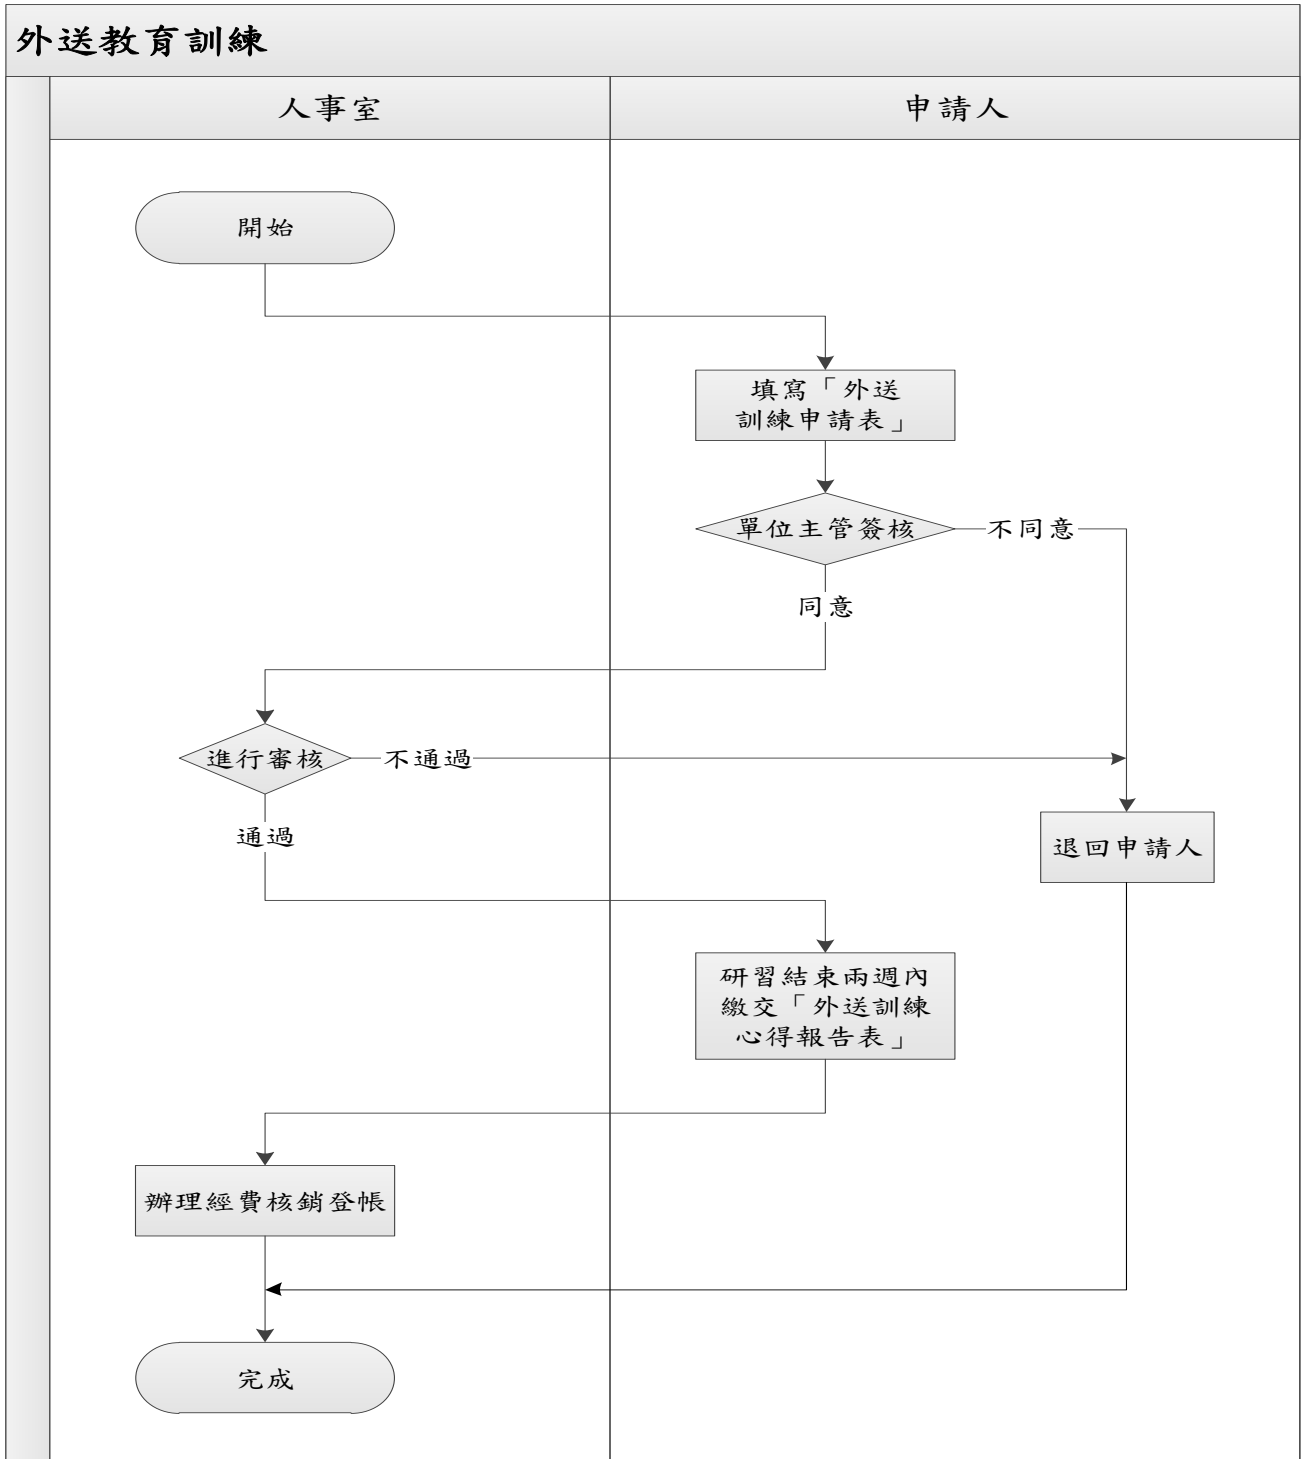 外送教育訓練
人事室
申請人
開始
填寫「外送
訓練申請表」
單位主管簽核
不同意
同意
進行審核
不通過
通過
退回申請人
研習結束兩週內
繳交「外送訓練
心得報告表」
辦理經費核銷登帳
完成